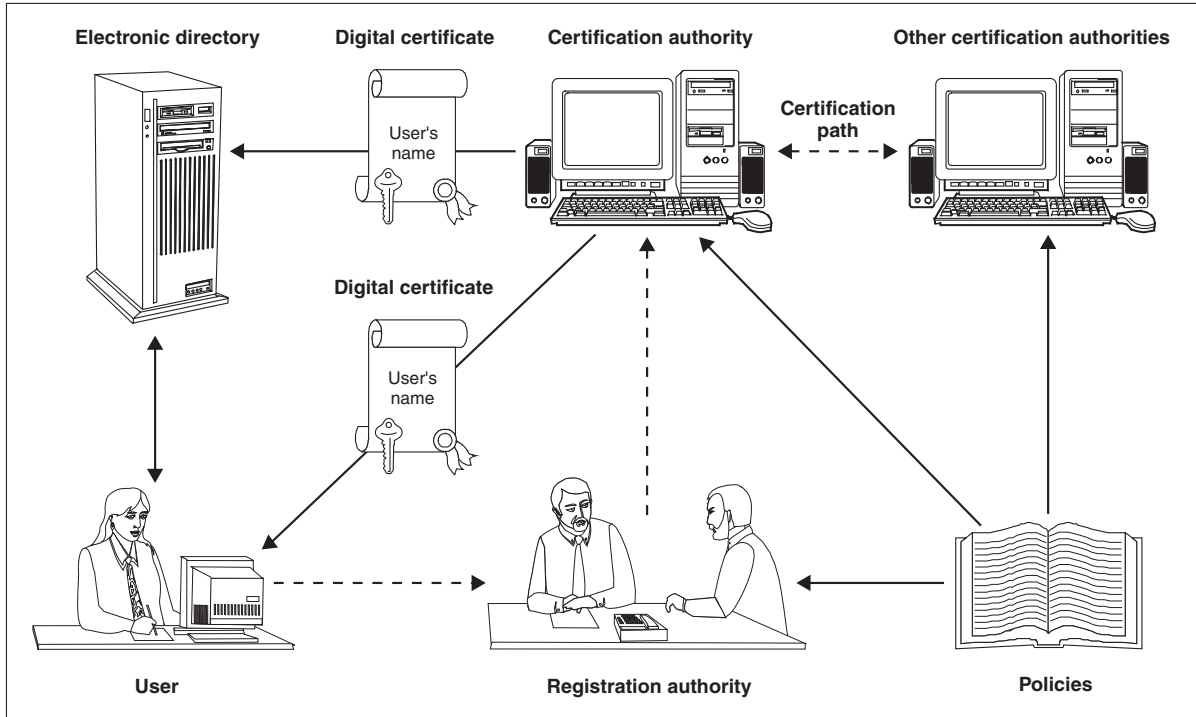 Electronic directory
Digital certificate
Certification authority
Other certification authorities
User's
name
Certification
path
Digital certificate
User's
name
User
Registration authority
Policies